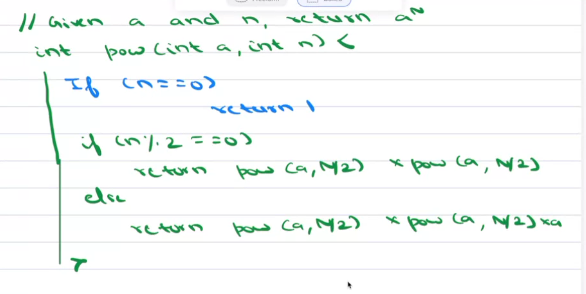 // Given a and n, return a^N
int pow (int a, int n) {
If (n==0)
return 1
if (n%2 ==0)
return pow (a, N/2) * pow (a, N/2)
else
return pow (a, N/2) * pow (a, N/2) * a
}